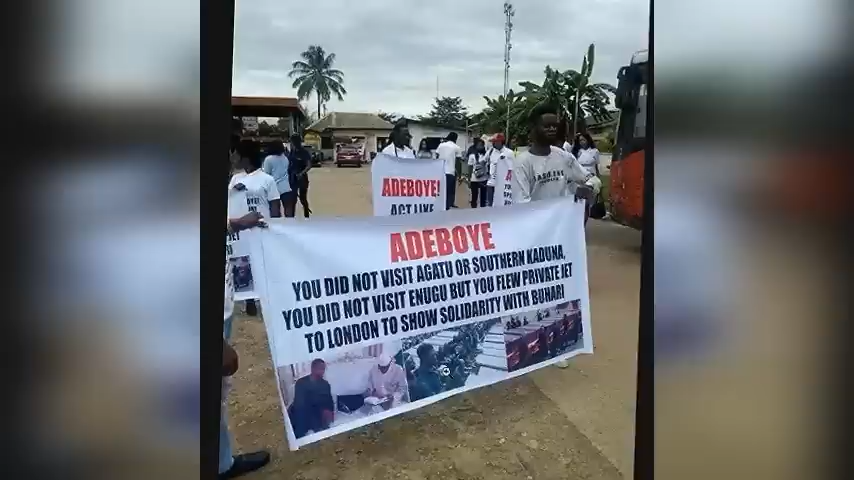 ADEBOYE!
ACT LIKE
ADEBOYE
YOU DID NOT VISIT AGATU OR SOUTHERN KADUNA,
YOU DID NOT VISIT ENUGU BUT YOU FLEW PRIVATE JET
TO LONDON TO SHOW SOLIDARITY WITH BUHARI